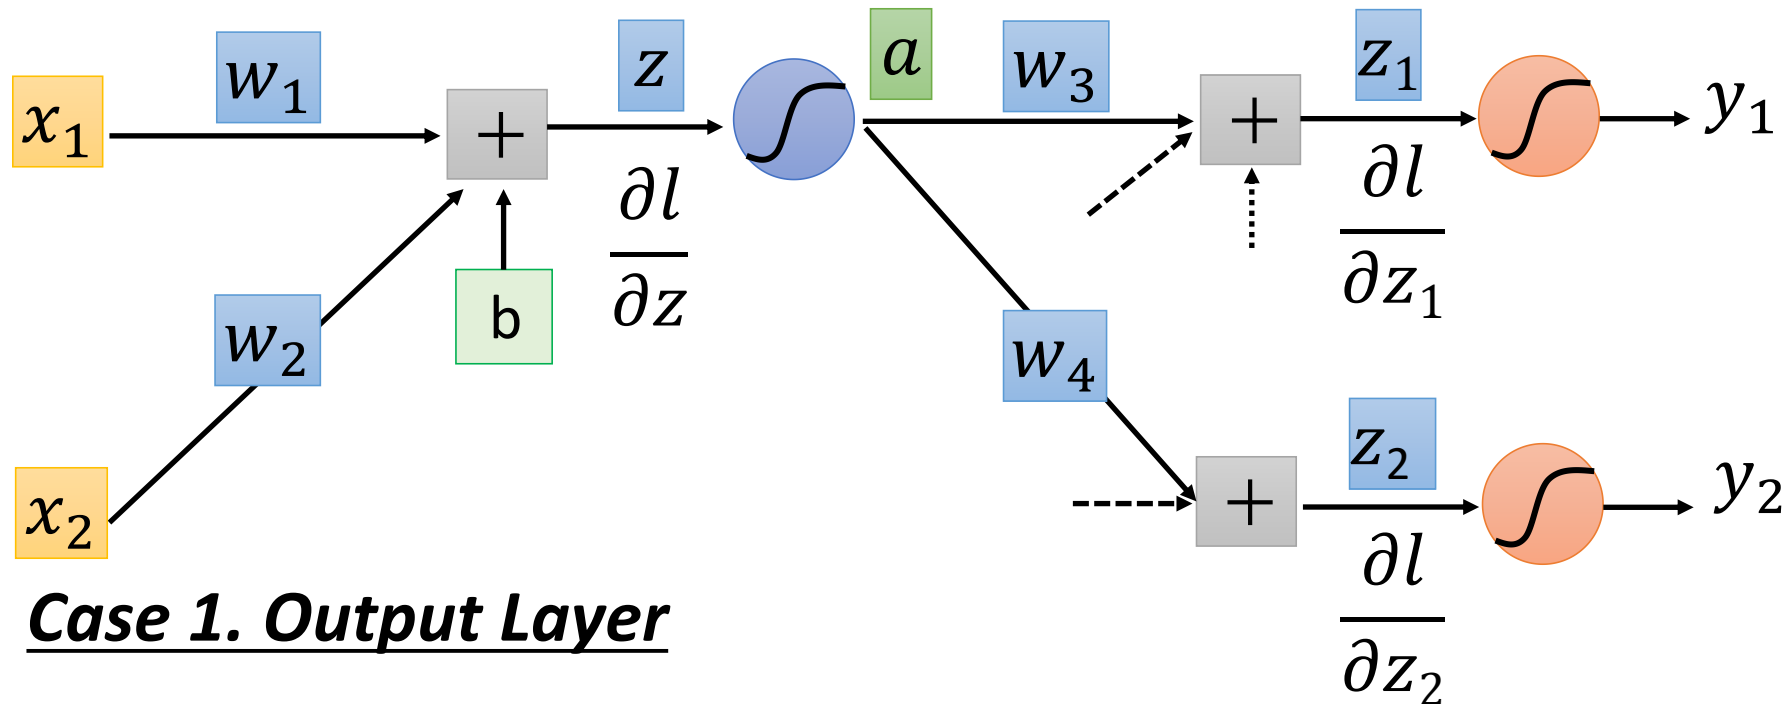 x₁ w₁ + z a w₃ + z₁ y₁
∂l/∂z ∂l/∂z₁
w₂ b
x₂ w₄ + z₂ y₂
∂l/∂z₂
Case 1. Output Layer